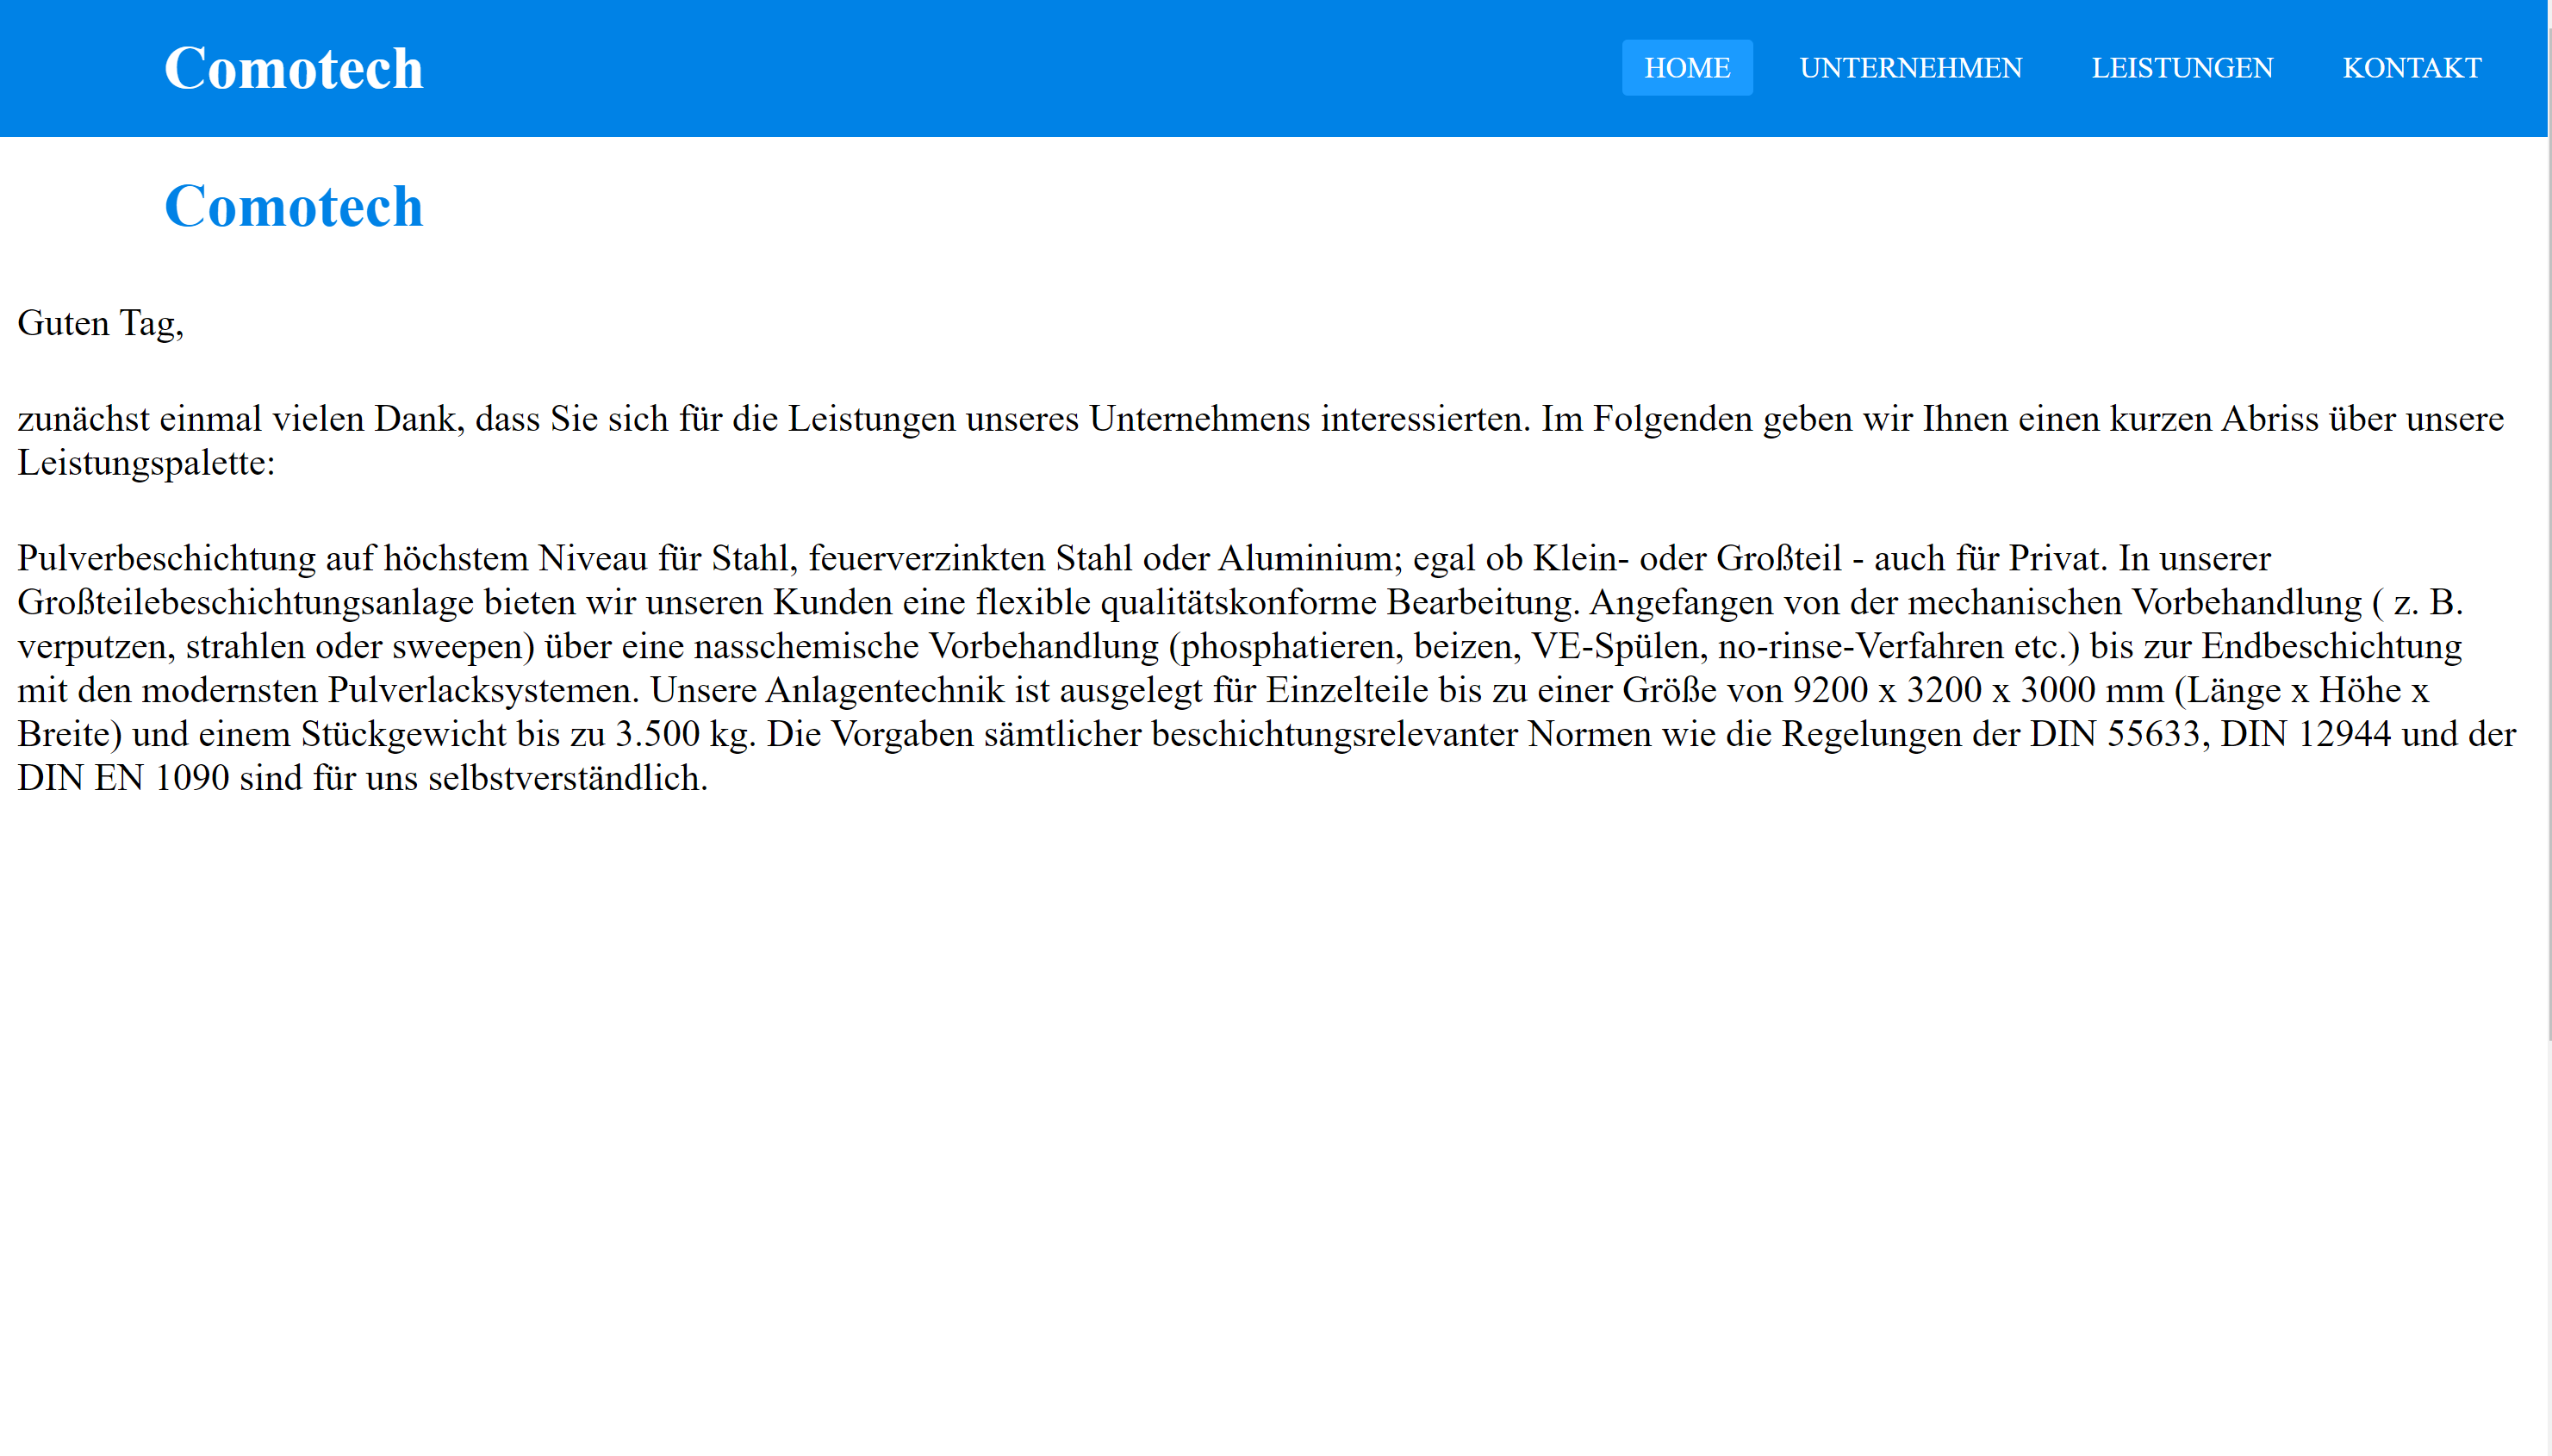 Comotech
HOME UNTERNEHMEN LEISTUNGEN KONTAKT
Comotech
Guten Tag,
zunächst einmal vielen Dank, dass Sie sich für die Leistungen unseres Unternehmens interessierten. Im Folgenden geben wir Ihnen einen kurzen Abriss über unsere
Leistungspalette:
Pulverbeschichtung auf höchstem Niveau für Stahl, feuerverzinkten Stahl oder Aluminium; egal ob Klein- oder Großteil - auch für Privat. In unserer
Großteilebeschichtungsanlage bieten wir unseren Kunden eine flexible qualitätskonforme Bearbeitung. Angefangen von der mechanischen Vorbehandlung ( z. B.
verputzen, strahlen oder sweepen) über eine nasschemische Vorbehandlung (phosphatieren, beizen, VE-Spülen, no-rinse-Verfahren etc.) bis zur Endbeschichtung
mit den modernsten Pulverlacksystemen. Unsere Anlagentechnik ist ausgelegt für Einzelteile bis zu einer Größe von 9200 x 3200 x 3000 mm (Länge x Höhe x
Breite) und einem Stückgewicht bis zu 3.500 kg. Die Vorgaben sämtlicher beschichtungsrelevanter Normen wie die Regelungen der DIN 55633, DIN 12944 und der
DIN EN 1090 sind für uns selbstverständlich.